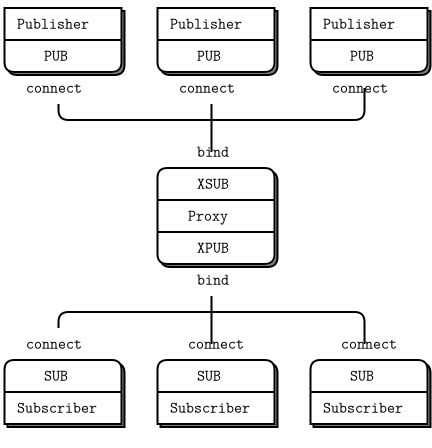 Publisher Publisher Publisher
PUB PUB PUB
connect connect connect
bind
XSUB
Proxy
XPUB
bind
connect connect connect
SUB SUB SUB
Subscriber Subscriber Subscriber